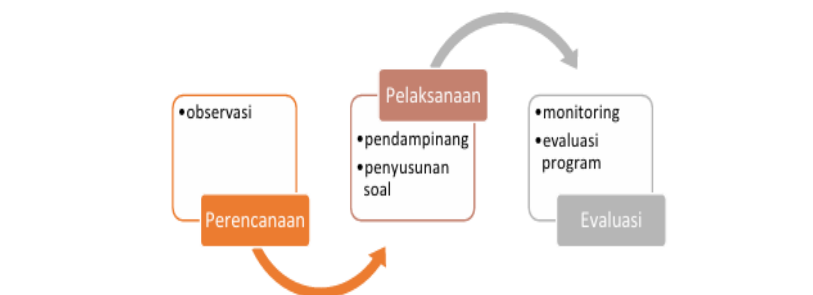 •observasi
Perencanaan
Pelaksanaan
•pendampinang
•penyusunan
soal
•monitoring
•evaluasi
program
Evaluasi